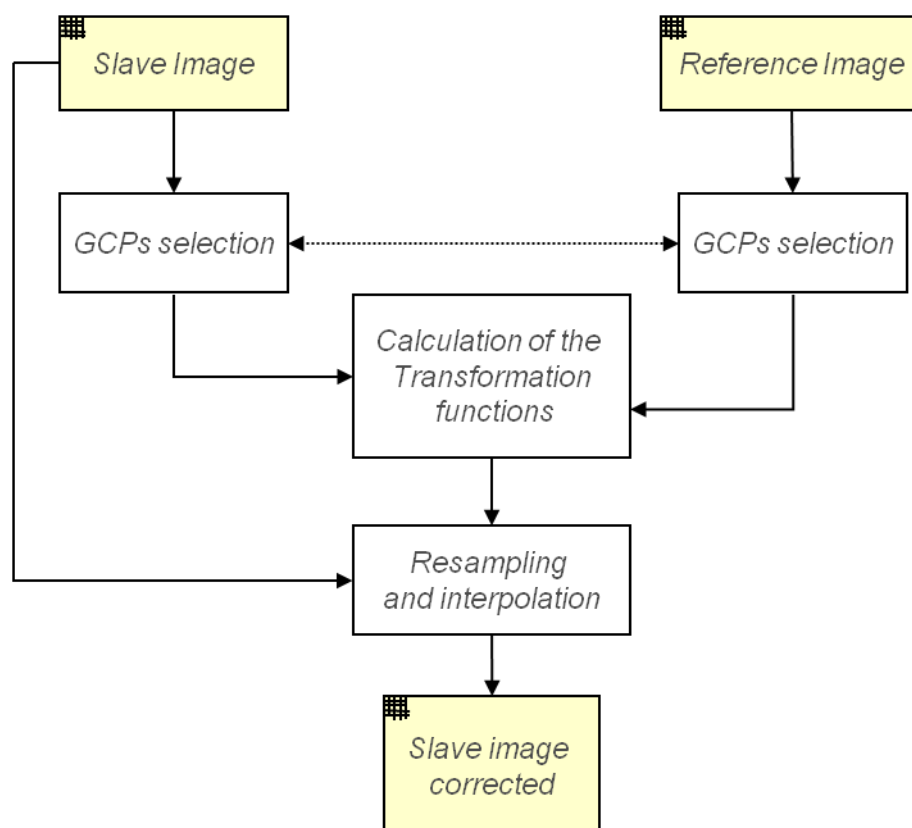 Slave Image
Reference Image
GCPs selection
GCPs selection
Calculation of the
Transformation
functions
Resampling
and interpolation
Slave image
corrected